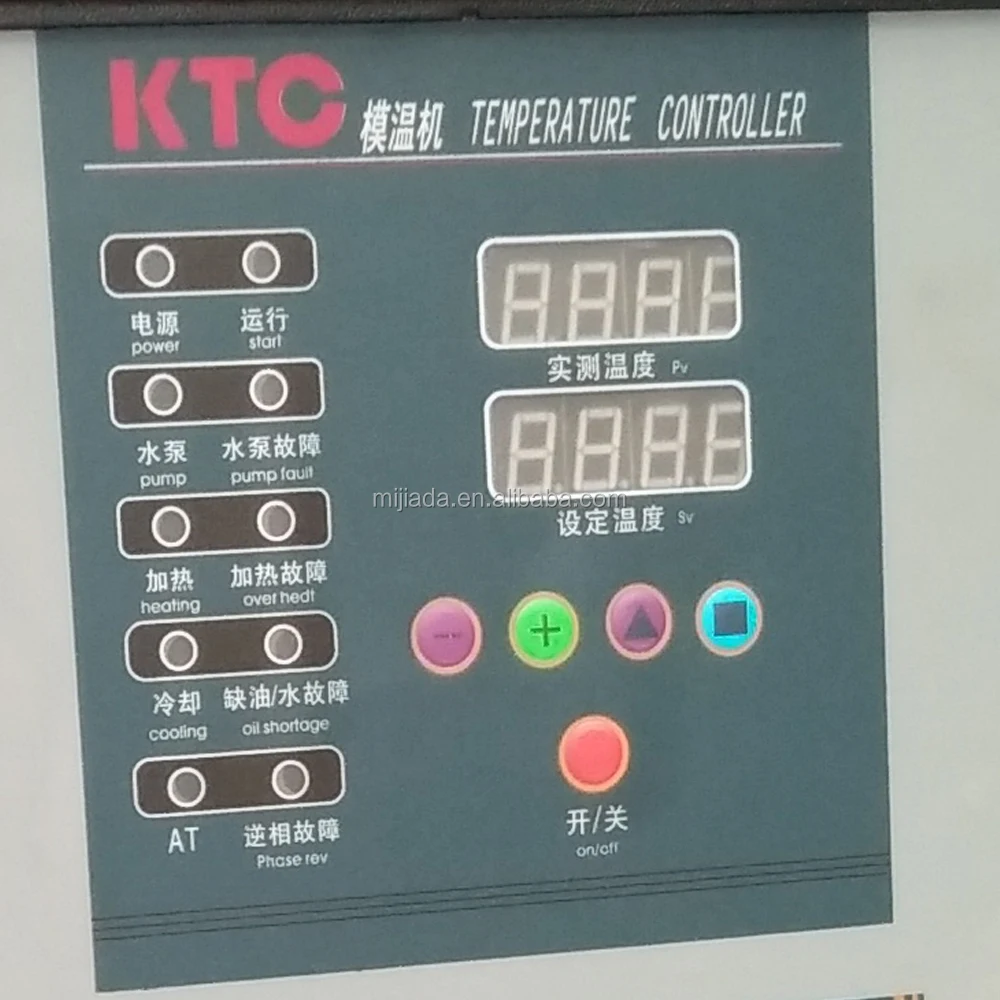 KTC 模温机 TEMPERATURE CONTROLLER
电源 运行
power start
水泵 水泵故障
pump pump fault
加热 加热故障
heating over hedt
冷却 缺油/水故障
cooling oil shortage
AT 逆相故障
Phase rev
实测温度 Pv
mijiada.en.alibaba.com
设定温度 Sv
− + ▲ ■
开/关
on/off